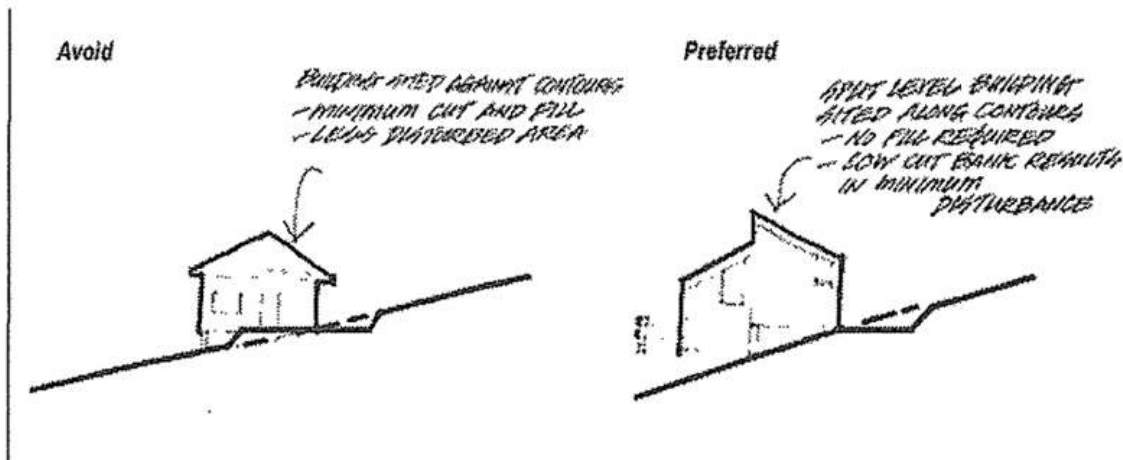 Avoid
BUILDING SITED AGAINST CONTOURS
- MINIMUM CUT AND FILL
- LESS DISTURBED AREA
Preferred
SPLIT LEVEL BUILDING
SITED ALONG CONTOURS
- NO FILL REQUIRED
- LOW CUT BANK RESULTS
IN MINIMUM
DISTURBANCE